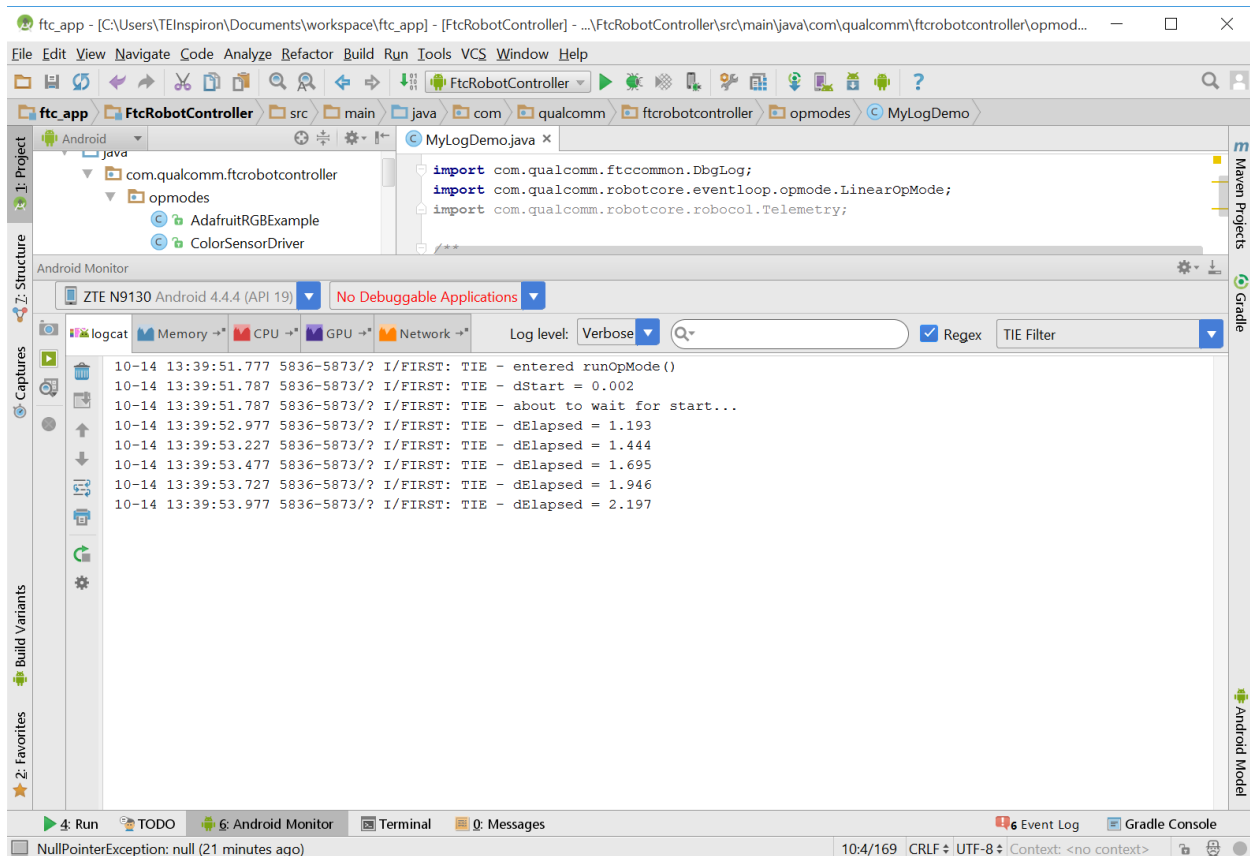 ftc_app - [C:\Users\TEInspiron\Documents\workspace\ftc_app] - [FtcRobotController] - ...\FtcRobotController\src\main\java\com\qualcomm\ftcrobotcontroller\opmod...
File Edit View Navigate Code Analyze Refactor Build Run Tools VCS Window Help
FtcRobotController
ftc_app FtcRobotController src main java com qualcomm ftcrobotcontroller opmodes MyLogDemo
1: Project
7: Structure
Captures
Build Variants
2: Favorites
Android
java
com.qualcomm.ftcrobotcontroller
opmodes
AdafruitRGBExample
ColorSensorDriver
MyLogDemo.java
import com.qualcomm.ftccommon.DbgLog;
import com.qualcomm.robotcore.eventloop.opmode.LinearOpMode;
import com.qualcomm.robotcore.robocol.Telemetry;
/**
Maven Projects
Gradle
Android Model
Android Monitor
ZTE N9130 Android 4.4.4 (API 19) No Debuggable Applications
logcat Memory CPU GPU Network Log level: Verbose Regex TIE Filter
10-14 13:39:51.777 5836-5873/? I/FIRST: TIE - entered runOpMode()
10-14 13:39:51.787 5836-5873/? I/FIRST: TIE - dStart = 0.002
10-14 13:39:51.787 5836-5873/? I/FIRST: TIE - about to wait for start...
10-14 13:39:52.977 5836-5873/? I/FIRST: TIE - dElapsed = 1.193
10-14 13:39:53.227 5836-5873/? I/FIRST: TIE - dElapsed = 1.444
10-14 13:39:53.477 5836-5873/? I/FIRST: TIE - dElapsed = 1.695
10-14 13:39:53.727 5836-5873/? I/FIRST: TIE - dElapsed = 1.946
10-14 13:39:53.977 5836-5873/? I/FIRST: TIE - dElapsed = 2.197
4: Run TODO 6: Android Monitor Terminal 0: Messages 6 Event Log Gradle Console
NullPointerException: null (21 minutes ago) 10:4/169 CRLF UTF-8 Context: <no context>